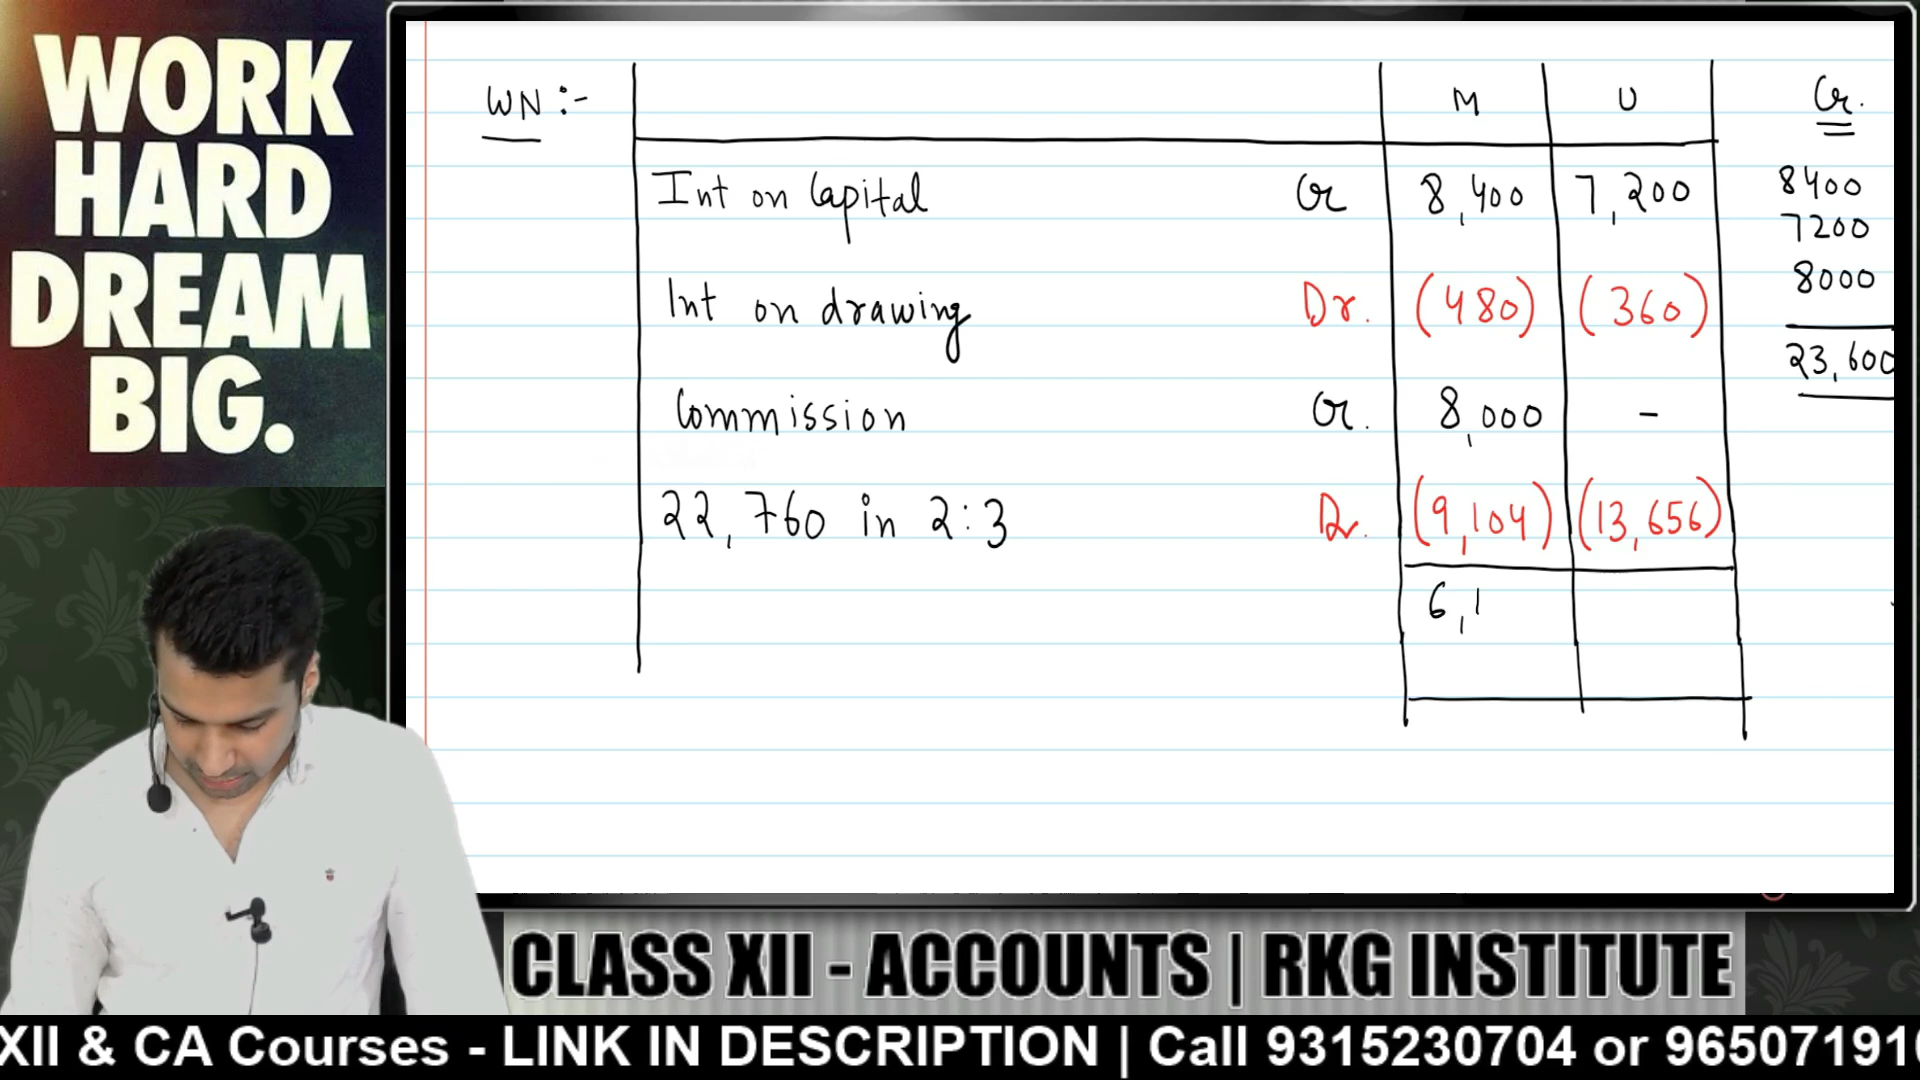 WORK
HARD
DREAM
BIG.
WN :-
M U Cr.
Int on Capital Cr 8,400 7,200
8400
7200
Int on drawing Dr. (480) (360)
8000
23,600
Commission Cr. 8,000 -
22,760 in 2:3 Dr. (9,104) (13,656)
6,1
CLASS XII - ACCOUNTS | RKG INSTITUTE
XII & CA Courses - LINK IN DESCRIPTION | Call 9315230704 or 965071910